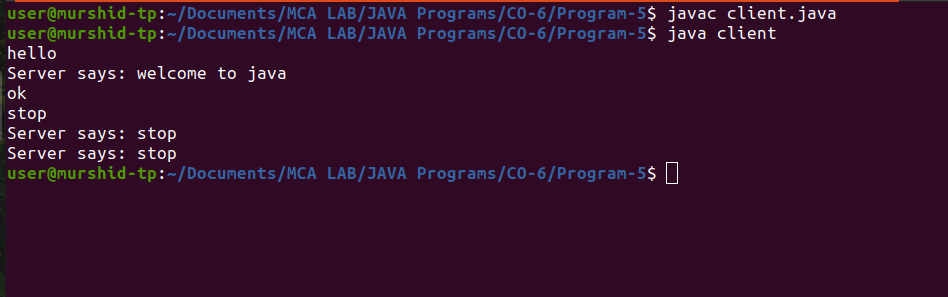 user@murshid-tp:~/Documents/MCA LAB/JAVA Programs/CO-6/Program-5$ javac client.java
user@murshid-tp:~/Documents/MCA LAB/JAVA Programs/CO-6/Program-5$ java client
hello
Server says: welcome to java
ok
stop
Server says: stop
Server says: stop
user@murshid-tp:~/Documents/MCA LAB/JAVA Programs/CO-6/Program-5$